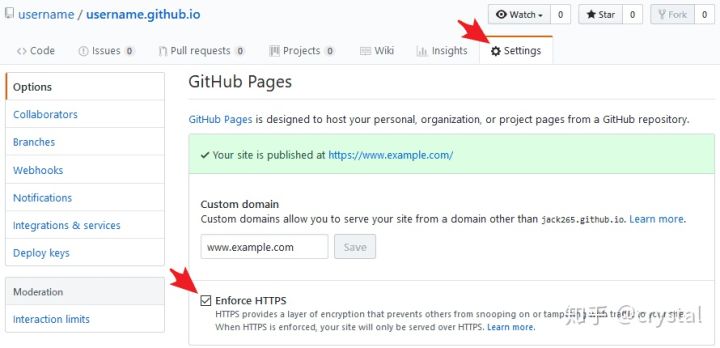 username / username.github.io
Watch 0 Star 0 Fork 0
Code Issues 0 Pull requests 0 Projects 0 Wiki Insights Settings
Options
Collaborators
Branches
Webhooks
Notifications
Integrations & services
Deploy keys
Moderation
Interaction limits
GitHub Pages
GitHub Pages is designed to host your personal, organization, or project pages from a GitHub repository.
Your site is published at https://www.example.com/
Custom domain
Custom domains allow you to serve your site from a domain other than jack265.github.io. Learn more.
www.example.com Save
Enforce HTTPS
HTTPS provides a layer of encryption that prevents others from snooping on or tampering with traffic to your site.
When HTTPS is enforced, your site will only be served over HTTPS. Learn more.
知乎 @crystal